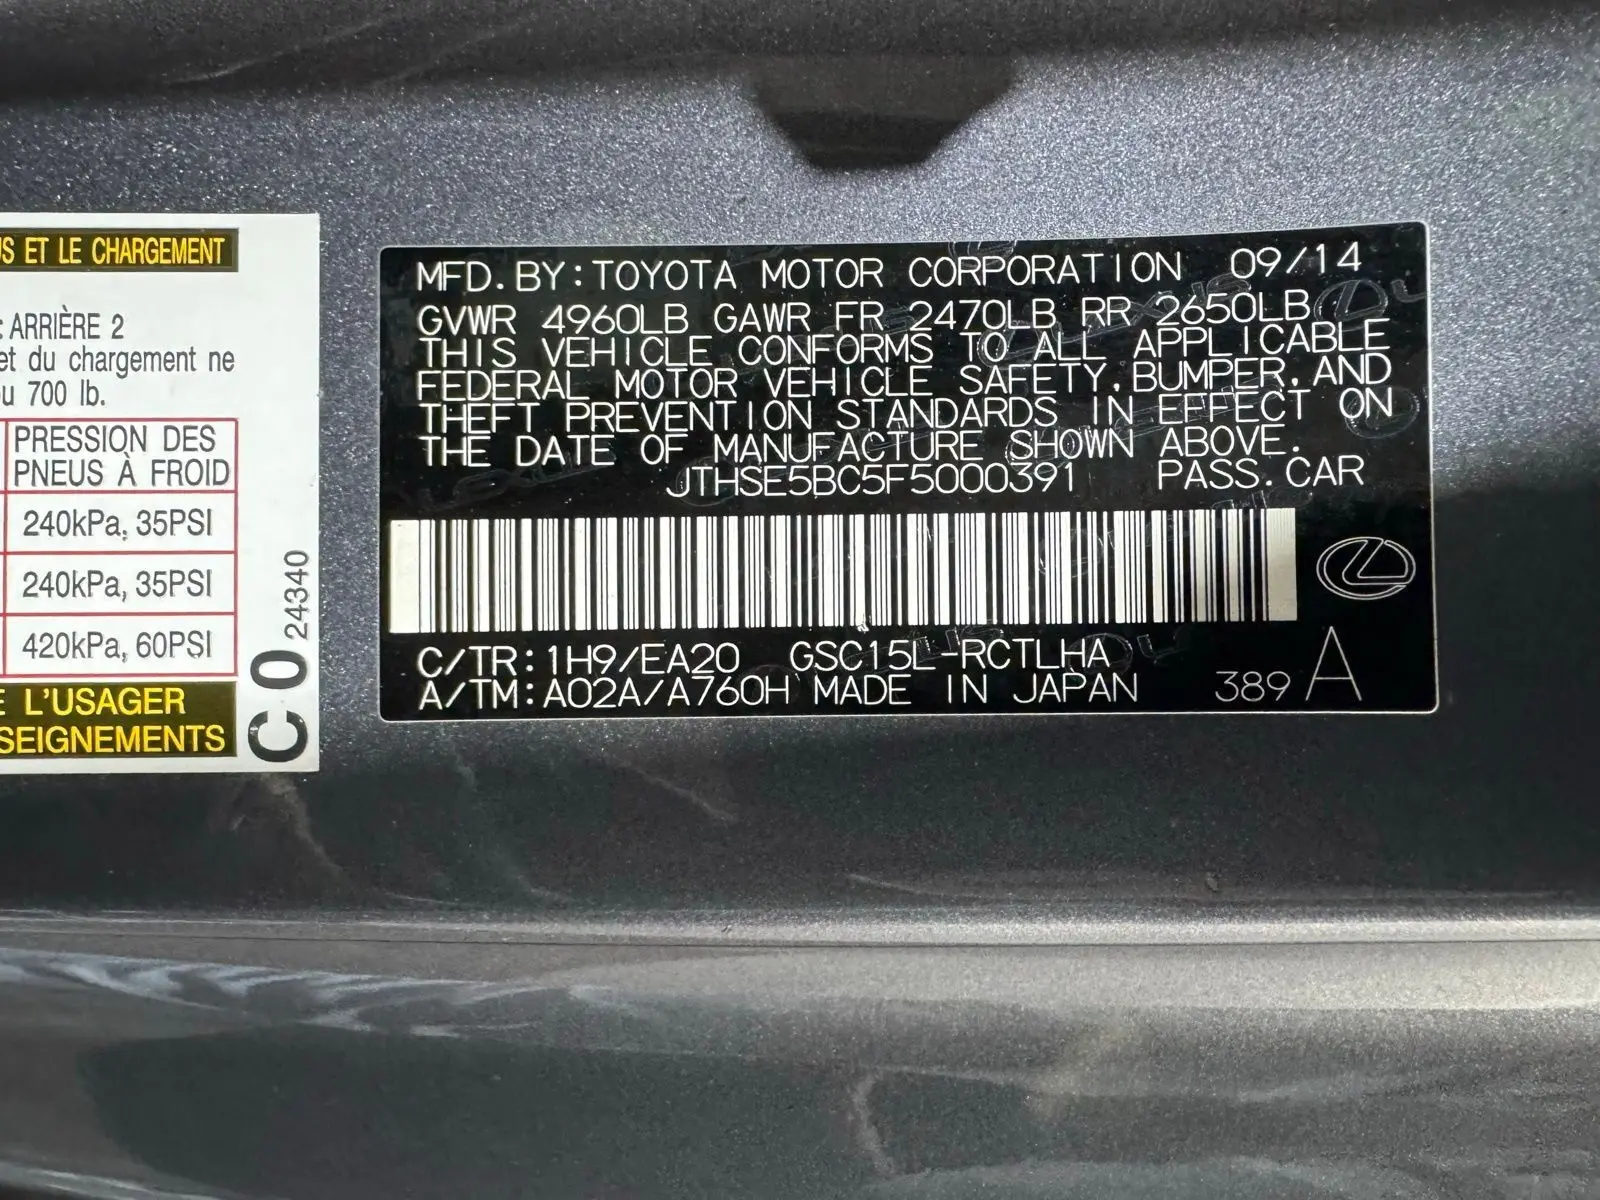 US ET LE CHARGEMENT
: ARRIÈRE 2
et du chargement ne
ou 700 lb.
PRESSION DES
PNEUS À FROID
240kPa, 35PSI
240kPa, 35PSI
420kPa, 60PSI
E L'USAGER
SEIGNEMENTS
C0 24340
MFD. BY: TOYOTA MOTOR CORPORATION 09/14
GVWR 4960LB GAWR FR 2470LB RR 2650LB
THIS VEHICLE CONFORMS TO ALL APPLICABLE
FEDERAL MOTOR VEHICLE SAFETY, BUMPER, AND
THEFT PREVENTION STANDARDS IN EFFECT ON
THE DATE OF MANUFACTURE SHOWN ABOVE.
JTHSE5BC5F5000391 PASS. CAR
C/TR: 1H9/EA20 GSC15L-RCTLHA
A/TM: A02A/A760H MADE IN JAPAN 389 A